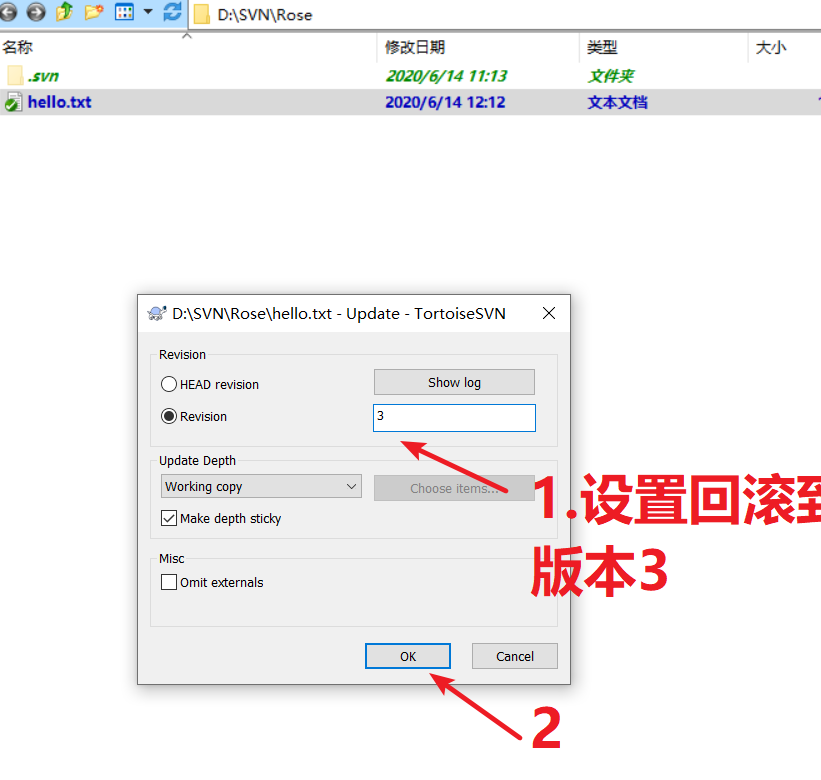 D:\SVN\Rose
名称 修改日期 类型 大小
.svn 2020/6/14 11:13 文件夹
hello.txt 2020/6/14 12:12 文本文档
D:\SVN\Rose\hello.txt - Update - TortoiseSVN
Revision
HEAD revision Show log
Revision 3
Update Depth
Working copy Choose items...
Make depth sticky
1.设置回滚到
版本3
Misc
Omit externals
OK Cancel
2